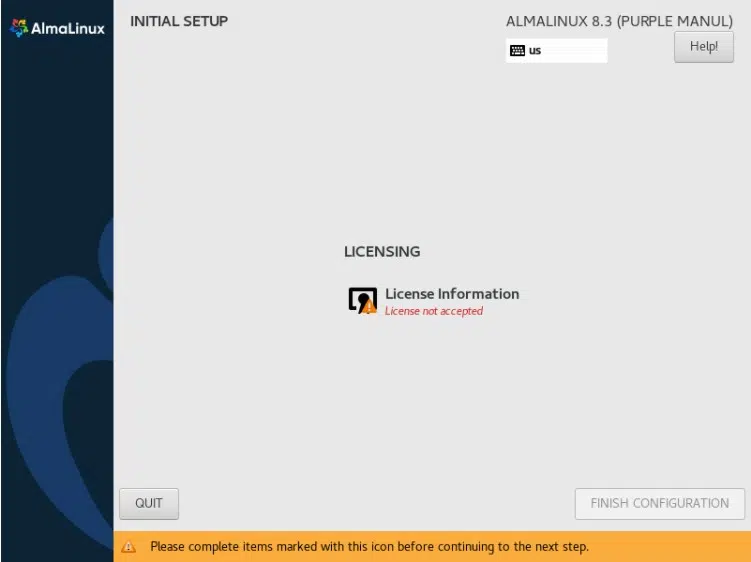 AlmaLinux
INITIAL SETUP
ALMALINUX 8.3 (PURPLE MANUL)
us
Help!
LICENSING
License Information
License not accepted
QUIT
FINISH CONFIGURATION
Please complete items marked with this icon before continuing to the next step.